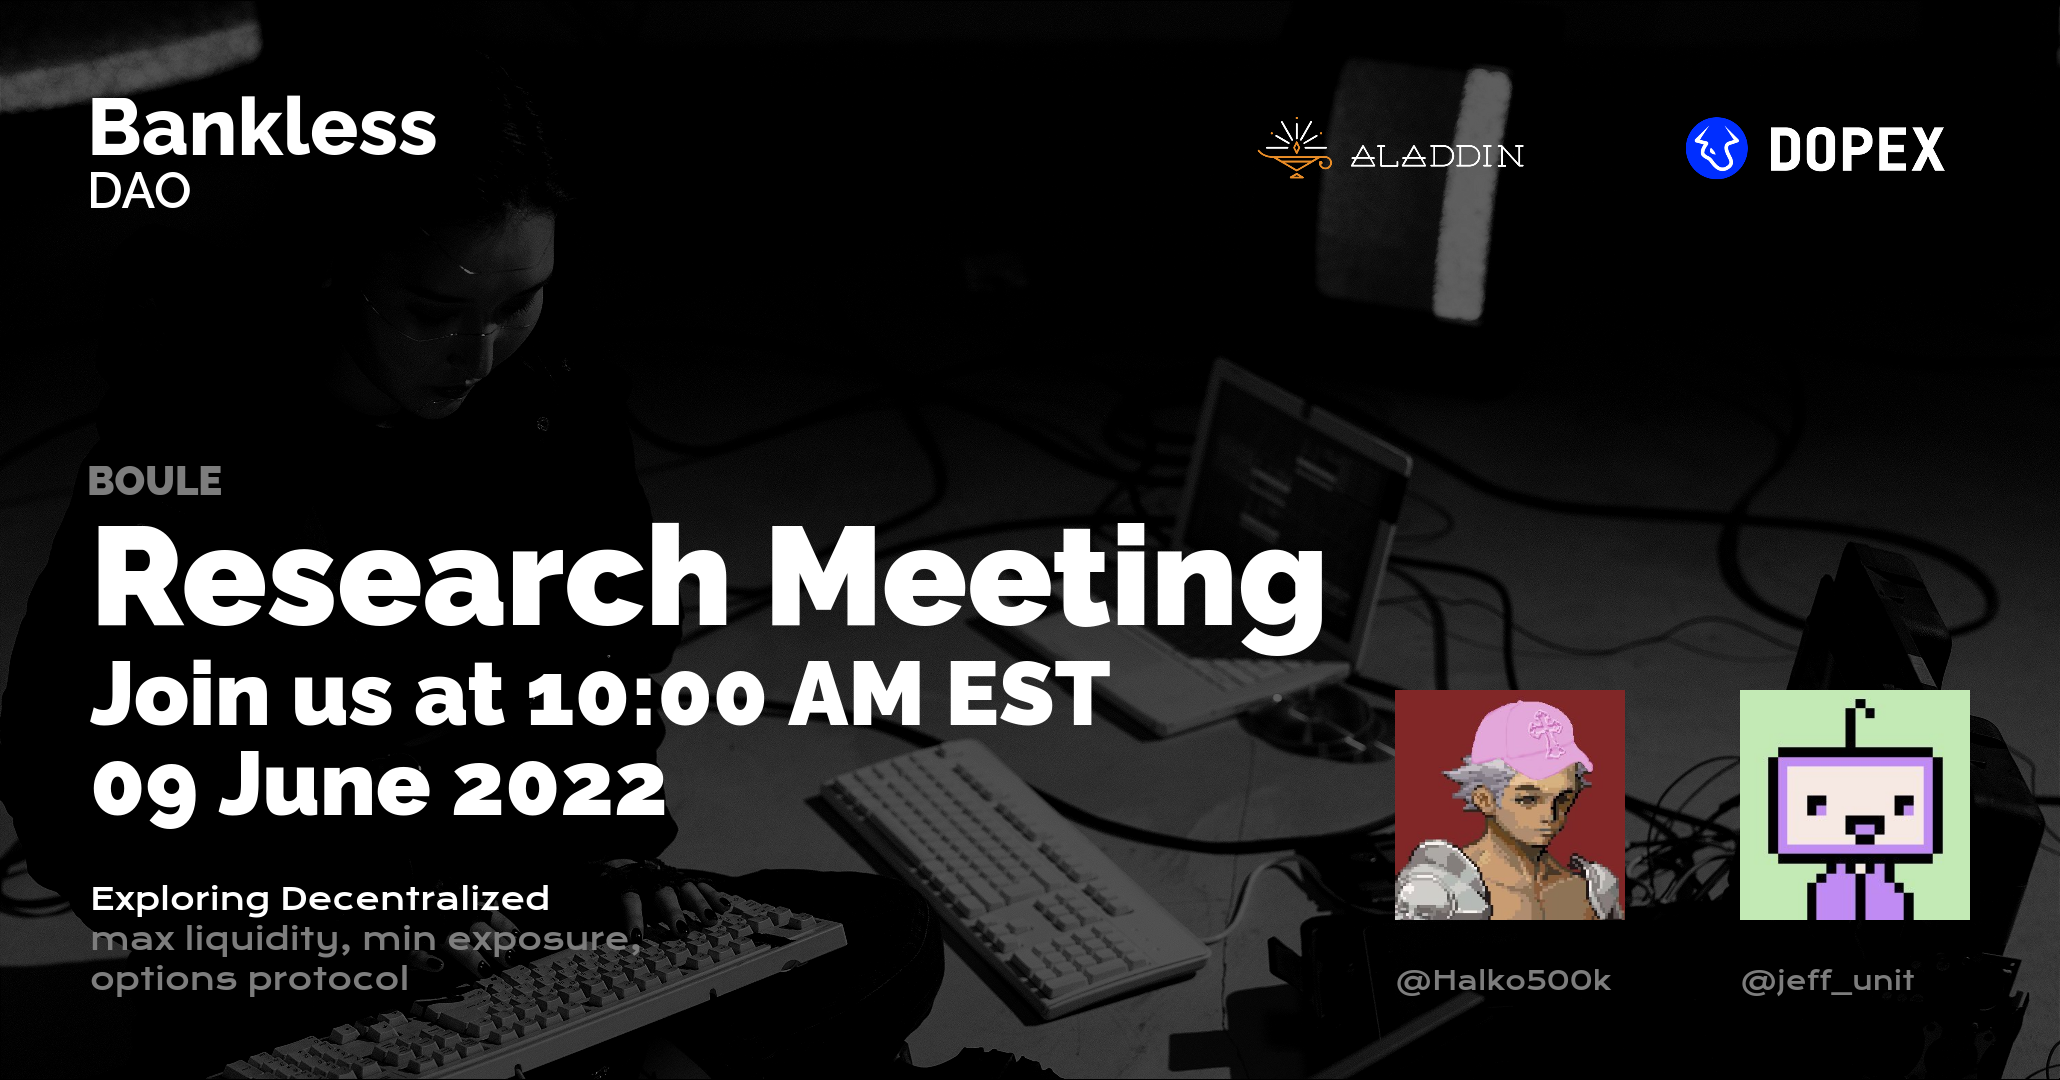 Bankless
DAO
ALADDIN
DOPEX
BOULE
Research Meeting
Join us at 10:00 AM EST
09 June 2022
Exploring Decentralized
max liquidity, min exposure,
options protocol
@Halko500k
@jeff_unit